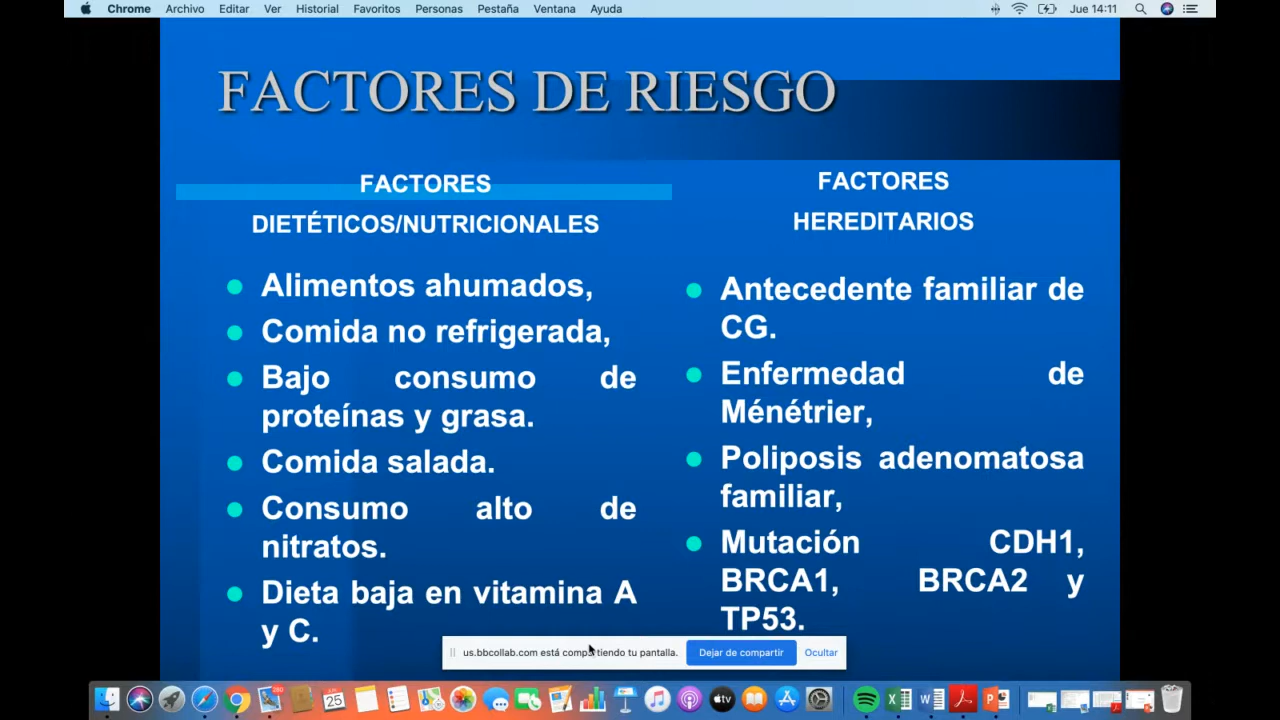 Chrome Archivo Editar Ver Historial Favoritos Personas Pestaña Ventana Ayuda Jue 14:11
FACTORES DE RIESGO
FACTORES
DIETÉTICOS/NUTRICIONALES
Alimentos ahumados,
Comida no refrigerada,
Bajo consumo de
proteínas y grasa.
Comida salada.
Consumo alto de
nitratos.
Dieta baja en vitamina A
y C.
FACTORES
HEREDITARIOS
Antecedente familiar de
CG.
Enfermedad de
Ménétrier,
Poliposis adenomatosa
familiar,
Mutación CDH1,
BRCA1, BRCA2 y
TP53.
us.bbcollab.com está compartiendo tu pantalla. Dejar de compartir Ocultar
25
tv